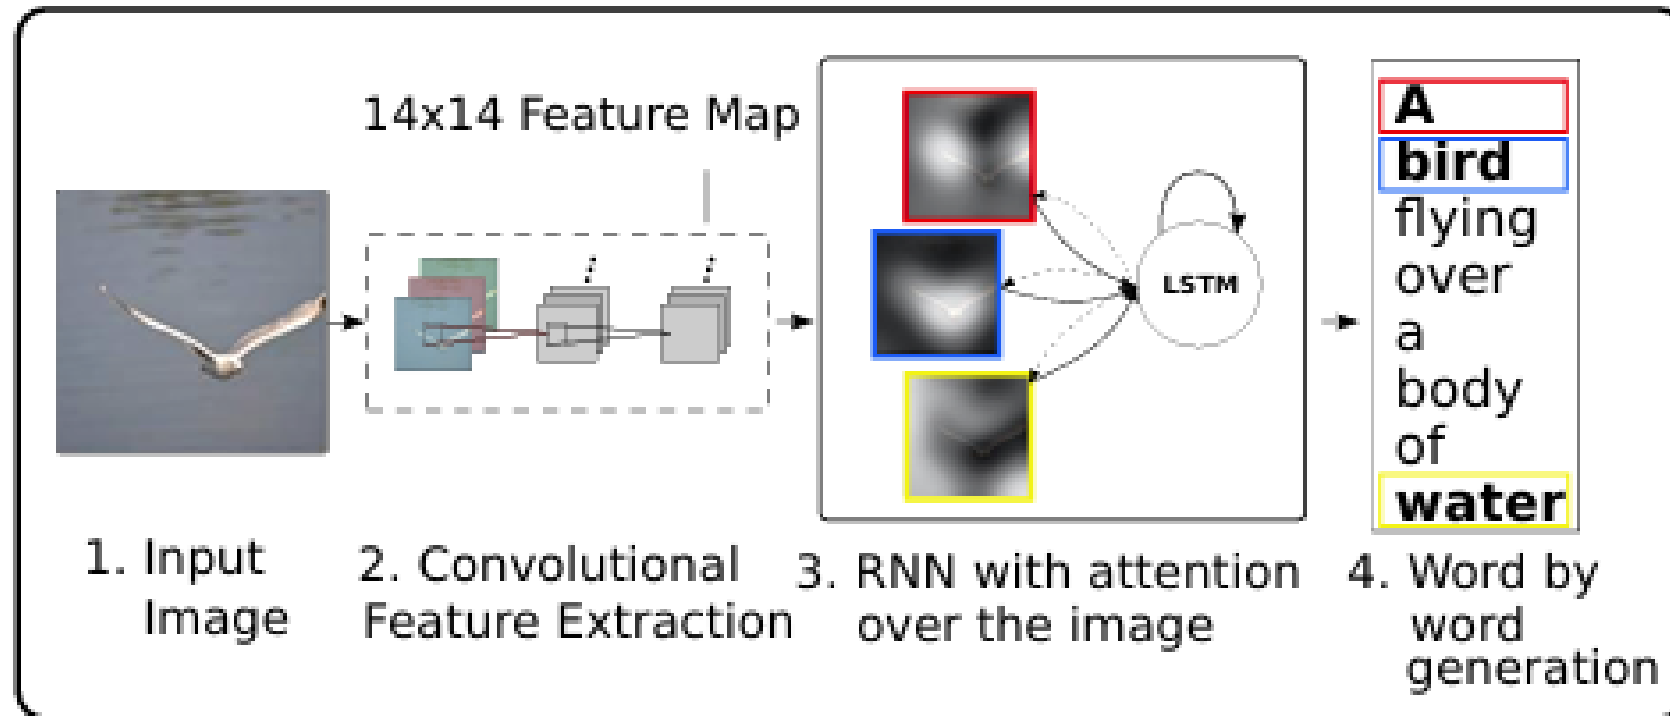 14x14 Feature Map
LSTM
A
bird
flying
over
a
body
of
water
1. Input
Image
2. Convolutional
Feature Extraction
3. RNN with attention
over the image
4. Word by
word
generation